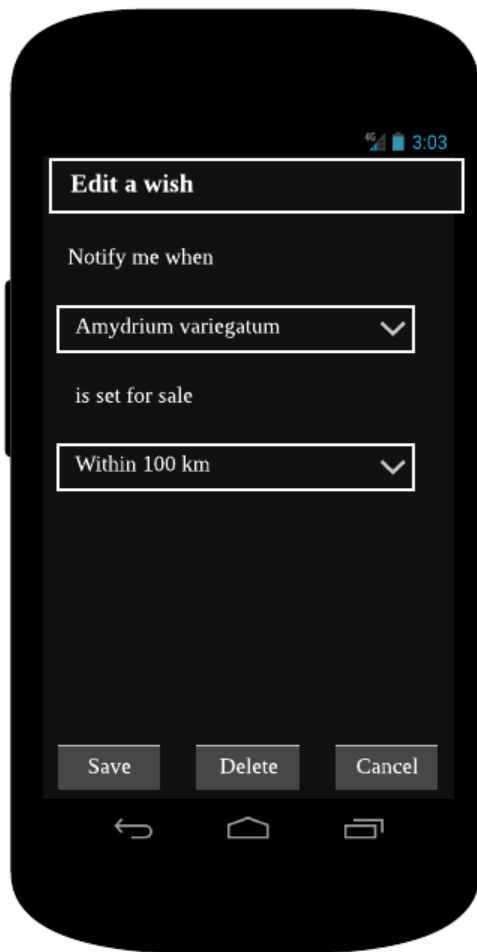 4G 3:03
Edit a wish
Notify me when
Amydrium variegatum
is set for sale
Within 100 km
Save Delete Cancel